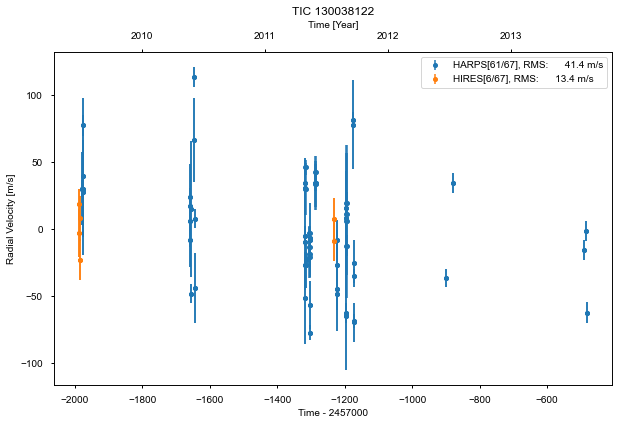 TIC 130038122
Time [Year]
2010 2011 2012 2013
HARPS[61/67], RMS: 41.4 m/s
HIRES[6/67], RMS: 13.4 m/s
100
50
0
−50
−100
Radial Velocity [m/s]
−2000 −1800 −1600 −1400 −1200 −1000 −800 −600
Time - 2457000